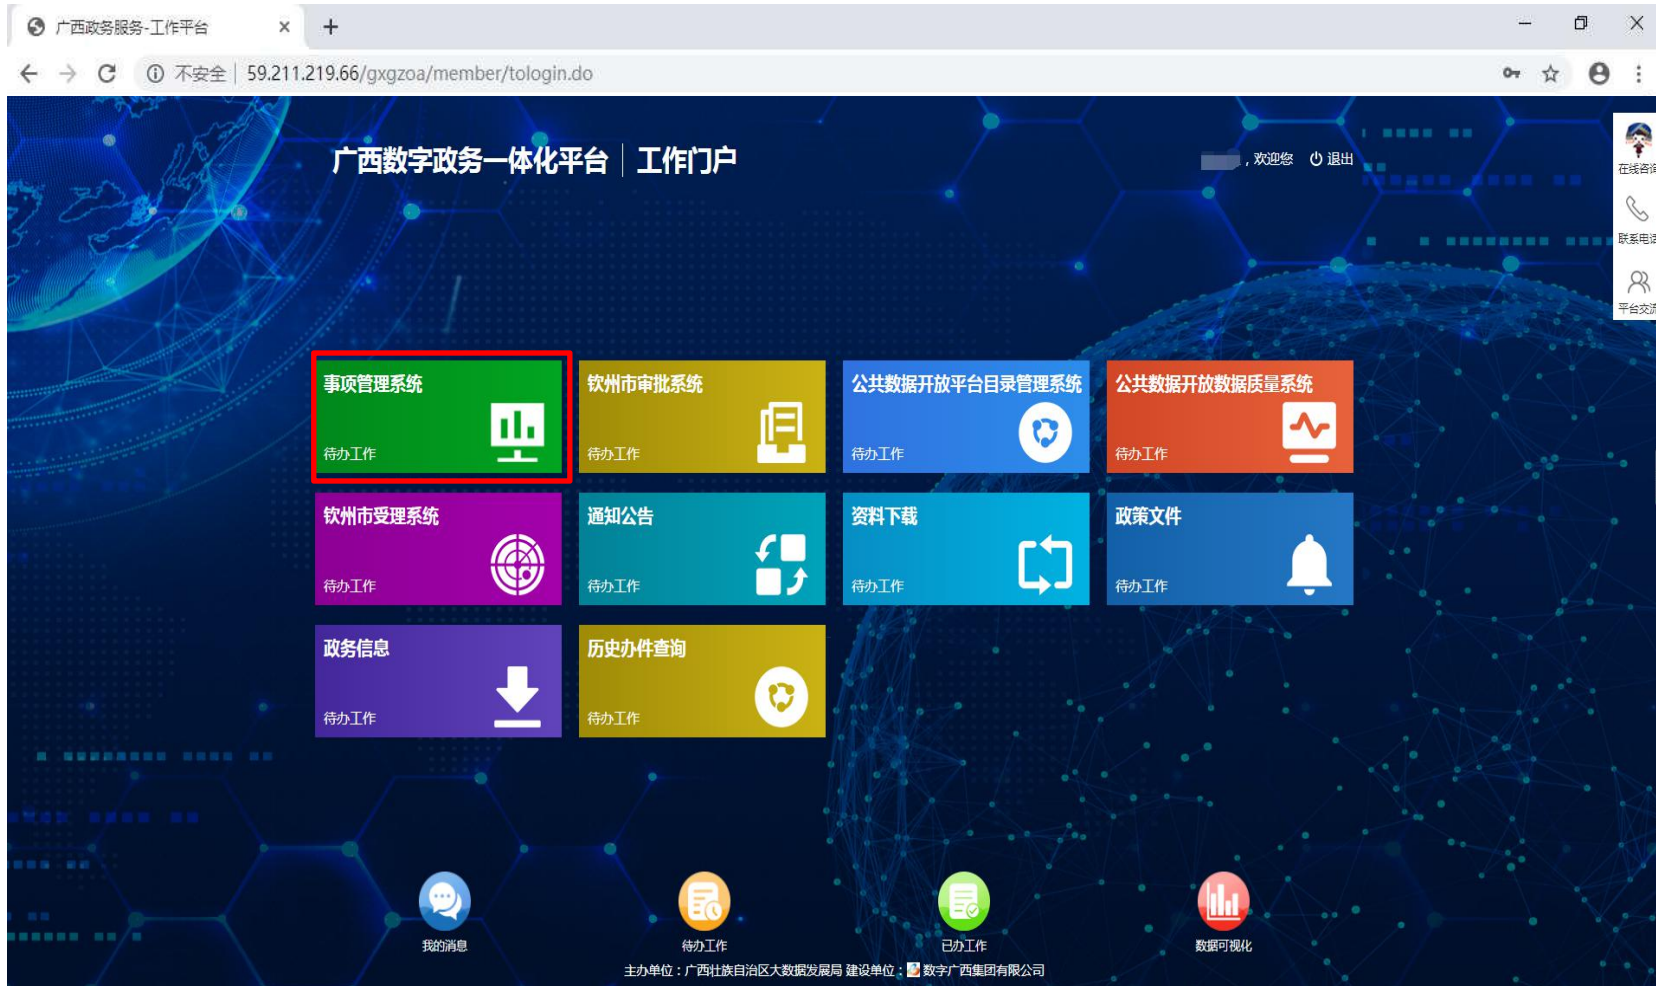 广西政务服务-工作平台
不安全 | 59.211.219.66/gxgzoa/member/tologin.do
广西数字政务一体化平台 | 工作门户
, 欢迎您 退出
在线咨询
联系电话
平台交流
事项管理系统
待办工作
钦州市审批系统
待办工作
公共数据开放平台目录管理系统
待办工作
公共数据开放数据质量系统
待办工作
钦州市受理系统
待办工作
通知公告
待办工作
资料下载
待办工作
政策文件
待办工作
政务信息
待办工作
历史办件查询
待办工作
我的消息
待办工作
已办工作
数据可视化
主办单位：广西壮族自治区大数据发展局 建设单位：数字广西集团有限公司